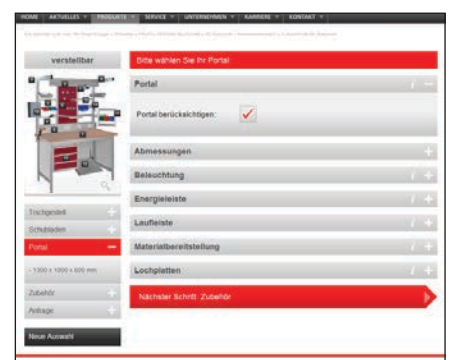 HOME AKTUELLES PRODUKTE SERVICE UNTERNEHMEN KARRIERE KONTAKT
verstellbar
Bitte wählen Sie Ihr Portal
Portal
Portal berücksichtigen:
Abmessungen
Beleuchtung
Energieleiste
Laufleiste
Materialbereitstellung
Lochplatten
Nächster Schritt: Zubehör
Tischgestell
Schubladen
Portal
Zubehör
Anfrage
Neue Auswahl